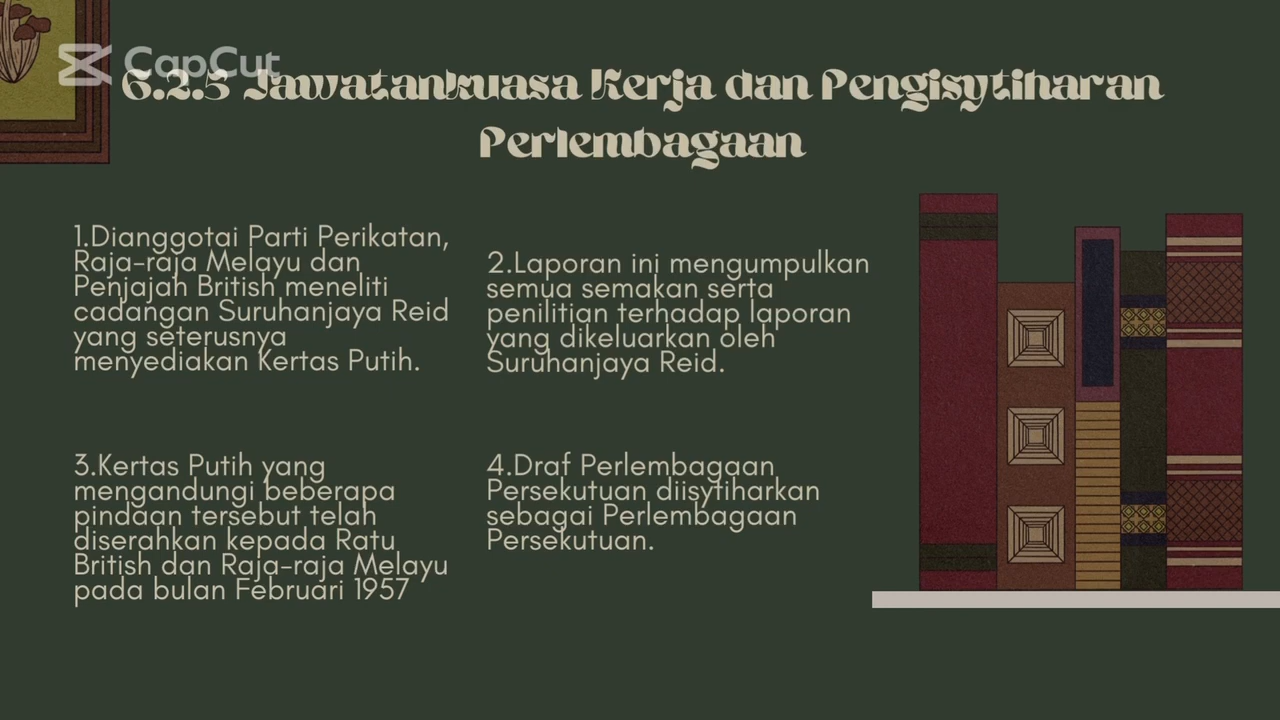 CapCut
6.2.5 Jawatankuasa Kerja dan Pengisytiharan
Perlembagaan
1.Dianggotai Parti Perikatan,
Raja-raja Melayu dan
Penjajah British meneliti
cadangan Suruhanjaya Reid
yang seterusnya
menyediakan Kertas Putih.
2.Laporan ini mengumpulkan
semua semakan serta
penilitian terhadap laporan
yang dikeluarkan oleh
Suruhanjaya Reid.
3.Kertas Putih yang
mengandungi beberapa
pindaan tersebut telah
diserahkan kepada Ratu
British dan Raja-raja Melayu
pada bulan Februari 1957
4.Draf Perlembagaan
Persekutuan diisytiharkan
sebagai Perlembagaan
Persekutuan.